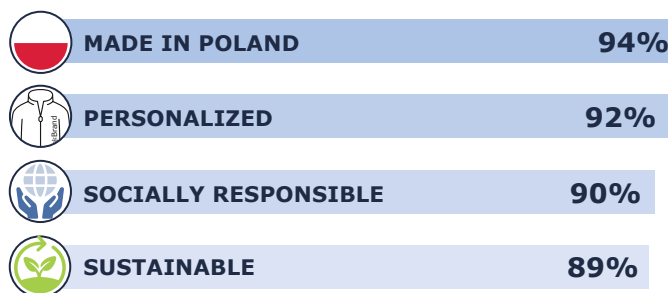 MADE IN POLAND 94%
PERSONALIZED 92%
SOCIALLY RESPONSIBLE 90%
SUSTAINABLE 89%